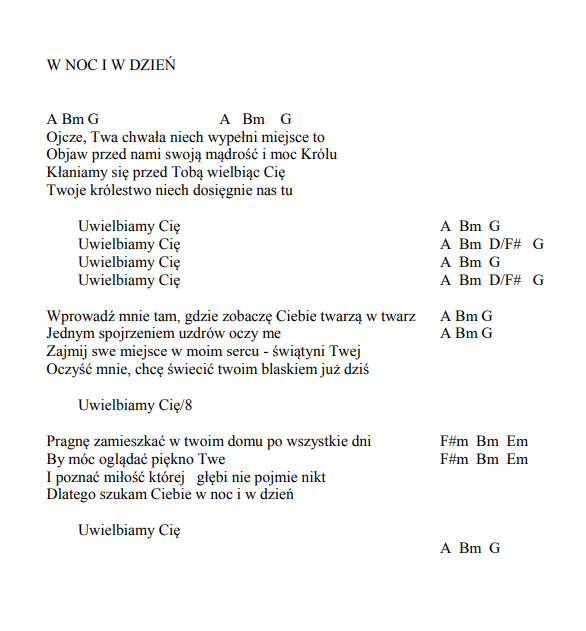 W NOC I W DZIEŃ
A Bm G A Bm G
Ojcze, Twa chwała niech wypełni miejsce to
Objaw przed nami swoją mądrość i moc Królu
Kłaniamy się przed Tobą wielbiąc Cię
Twoje królestwo niech dosięgnie nas tu
Uwielbiamy Cię A Bm G
Uwielbiamy Cię A Bm D/F# G
Uwielbiamy Cię A Bm G
Uwielbiamy Cię A Bm D/F# G
Wprowadź mnie tam, gdzie zobaczę Ciebie twarzą w twarz A Bm G
Jednym spojrzeniem uzdrów oczy me A Bm G
Zajmij swe miejsce w moim sercu - świątyni Twej
Oczyść mnie, chcę świecić twoim blaskiem już dziś
Uwielbiamy Cię/8
Pragnę zamieszkać w twoim domu po wszystkie dni F#m Bm Em
By móc oglądać piękno Twe F#m Bm Em
I poznać miłość której głębi nie pojmie nikt
Dlatego szukam Ciebie w noc i w dzień
Uwielbiamy Cię
A Bm G